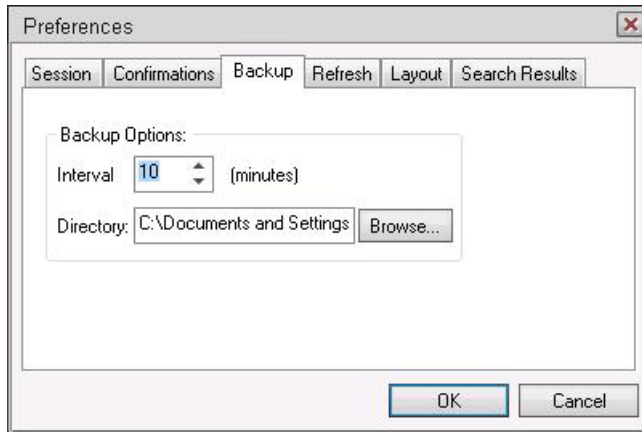 Preferences
Session Confirmations Backup Refresh Layout Search Results
Backup Options:
Interval 10 (minutes)
Directory: C:\Documents and Settings Browse...
OK Cancel